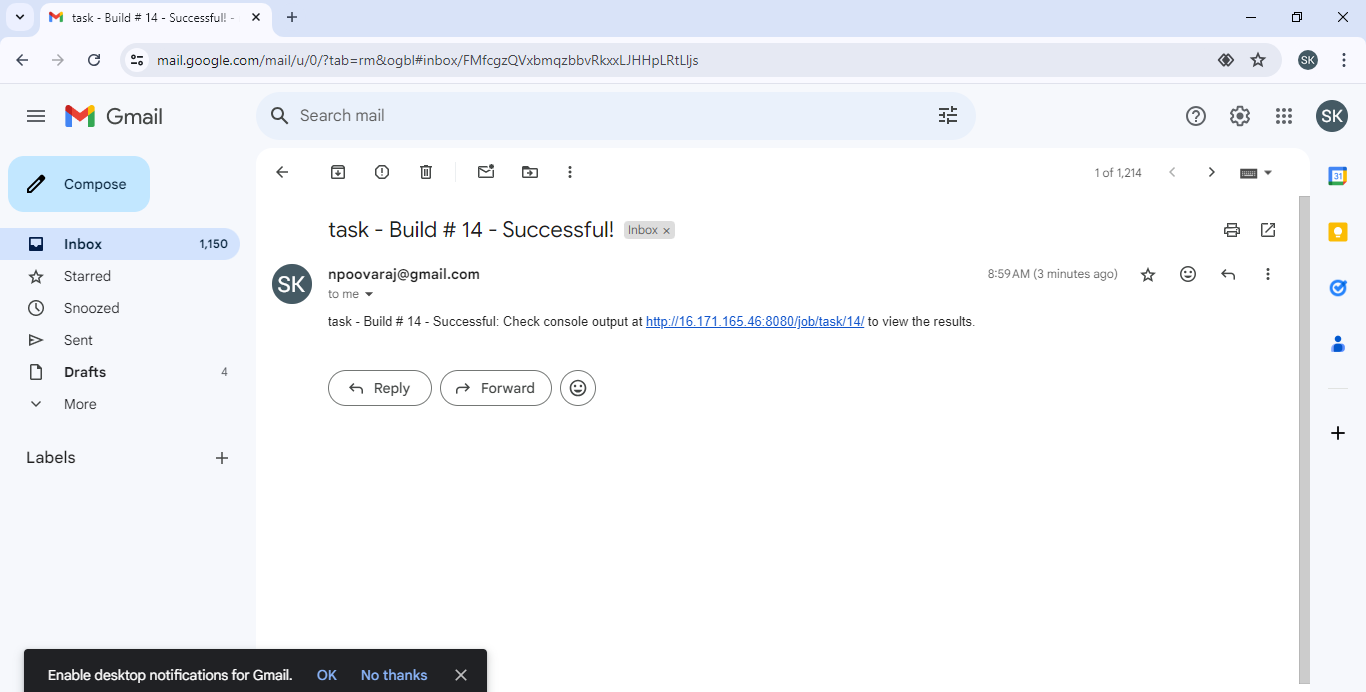 task - Build # 14 - Successful! -
mail.google.com/mail/u/0/?tab=rm&ogbl#inbox/FMfcgzQVxbmqzbbvRkxxLJHHpLRtLljs
SK
Gmail
Search mail
SK
Compose
1 of 1,214
31
task - Build # 14 - Successful! Inbox ×
Inbox 1,150
Starred
Snoozed
Sent
Drafts 4
More
Labels
SK
npoovaraj@gmail.com
8:59 AM (3 minutes ago)
to me
task - Build # 14 - Successful: Check console output at http://16.171.165.46:8080/job/task/14/ to view the results.
Reply
Forward
Enable desktop notifications for Gmail. OK No thanks